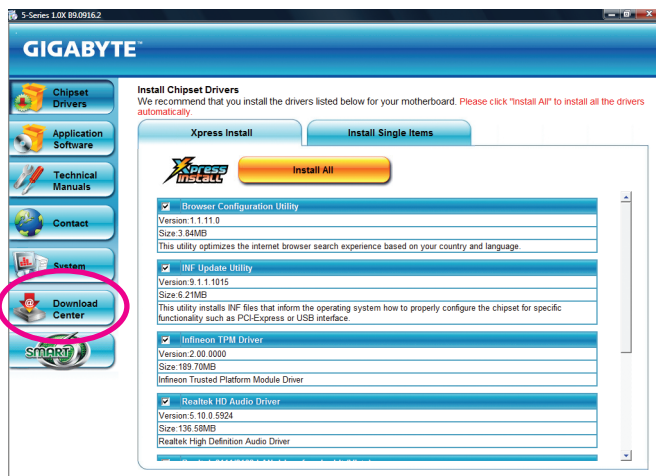 5-Series 1.0X B9.0916.2
GIGABYTE™
Chipset
Drivers
Application
Software
Technical
Manuals
Contact
System
Download
Center
SMART
Install Chipset Drivers
We recommend that you install the drivers listed below for your motherboard. Please click "Install All" to install all the drivers
automatically.
Xpress Install
Install Single Items
Xpress
INSTALL
Install All
Browser Configuration Utility
Version:1.1.11.0
Size:3.84MB
This utility optimizes the internet browser search experience based on your country and language.
INF Update Utility
Version:9.1.1.1015
Size:6.21MB
This utility installs INF files that inform the operating system how to properly configure the chipset for specific
functionality such as PCI-Express or USB interface.
Infineon TPM Driver
Version:2.00.0000
Size:189.70MB
Infineon Trusted Platform Module Driver
Realtek HD Audio Driver
Version:5.10.0.5924
Size:136.58MB
Realtek High Definition Audio Driver